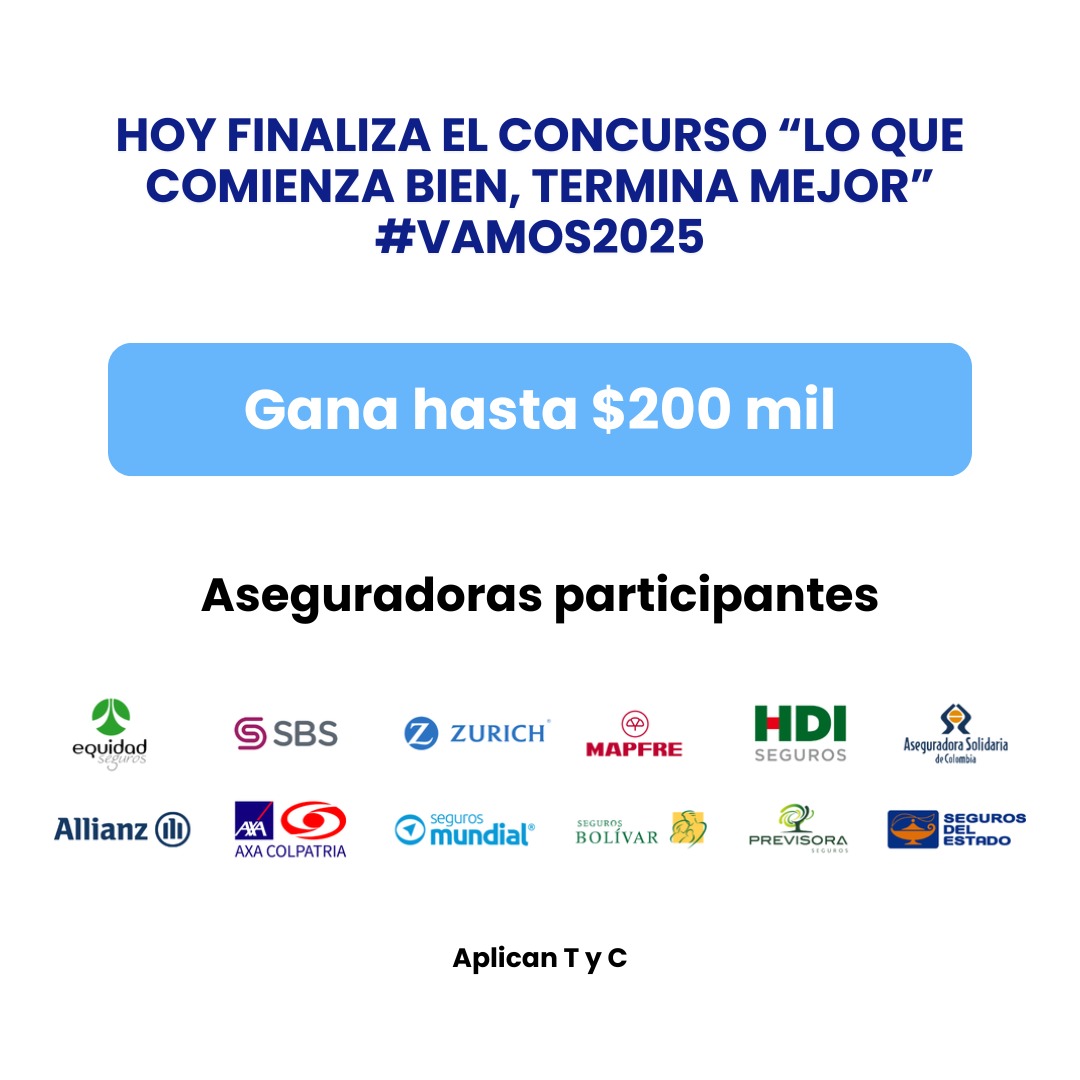 HOY FINALIZA EL CONCURSO “LO QUE
COMIENZA BIEN, TERMINA MEJOR”
#VAMOS2025
Gana hasta $200 mil
Aseguradoras participantes
equidad
seguros
SBS
ZURICH®
MAPFRE
HDI
SEGUROS
Aseguradora Solidaria
de Colombia
Allianz
AXA
AXA COLPATRIA
seguros
mundial®
SEGUROS
BOLÍVAR
PREVISORA
SEGUROS
SEGUROS
DEL
ESTADO
Aplican T y C